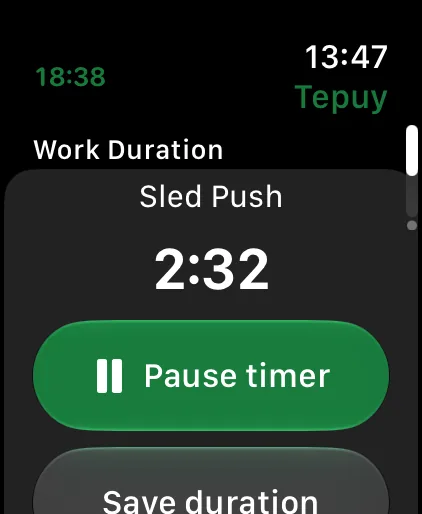 18:38
13:47
Tepuy
Work Duration
Sled Push
2:32
Pause timer
Save duration